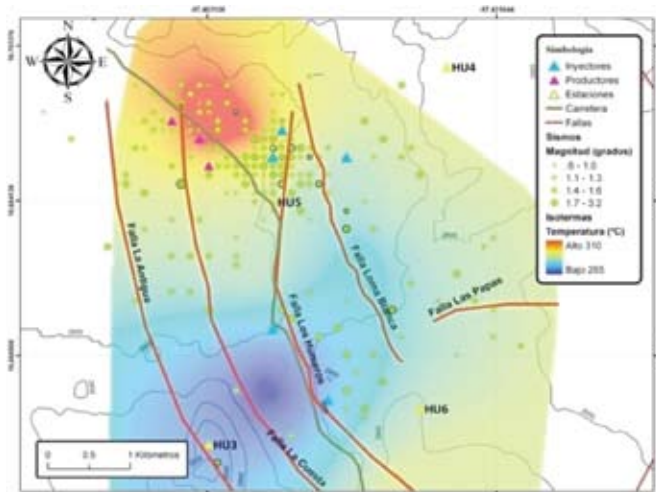 N
W E
S
HU4
HU5
HU3
HU6
Falla La Antigua
Falla Loma Blanca
Falla Los Humeros
Falla Las Papas
Falla La Cuesta
0 0.5 1 Kilometros
Simbología
Inyectores
Productores
Estaciones
Carretera
Fallas
Sismos
Magnitud (grados)
1.1 - 1.3
1.4 - 1.6
1.7 - 3.2
Isotermas
Temperatura (°C)
Alto 310
Bajo 265